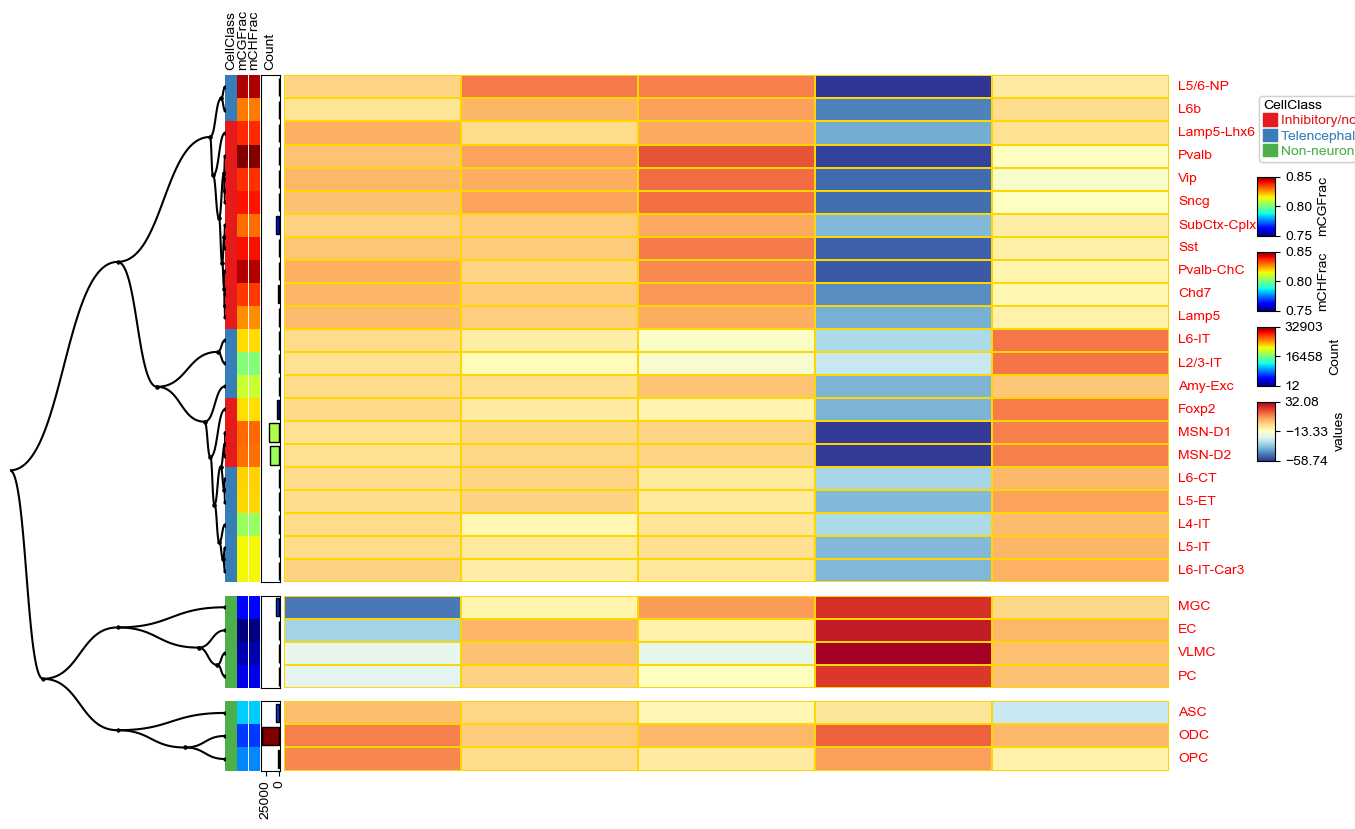 CellClass
mCGFrac
mCHFrac
Count
L5/6-NP
L6b
Lamp5-Lhx6
Pvalb
Vip
Sncg
SubCtx-Cplx
Sst
Pvalb-ChC
Chd7
Lamp5
L6-IT
L2/3-IT
Amy-Exc
Foxp2
MSN-D1
MSN-D2
L6-CT
L5-ET
L4-IT
L5-IT
L6-IT-Car3
MGC
EC
VLMC
PC
ASC
ODC
OPC
25000
0
CellClass
Inhibitory/no
Telencephal
Non-neuron
0.85
0.80
0.75
mCGFrac
0.85
0.80
0.75
mCHFrac
32903
16458
12
Count
32.08
−13.33
−58.74
values